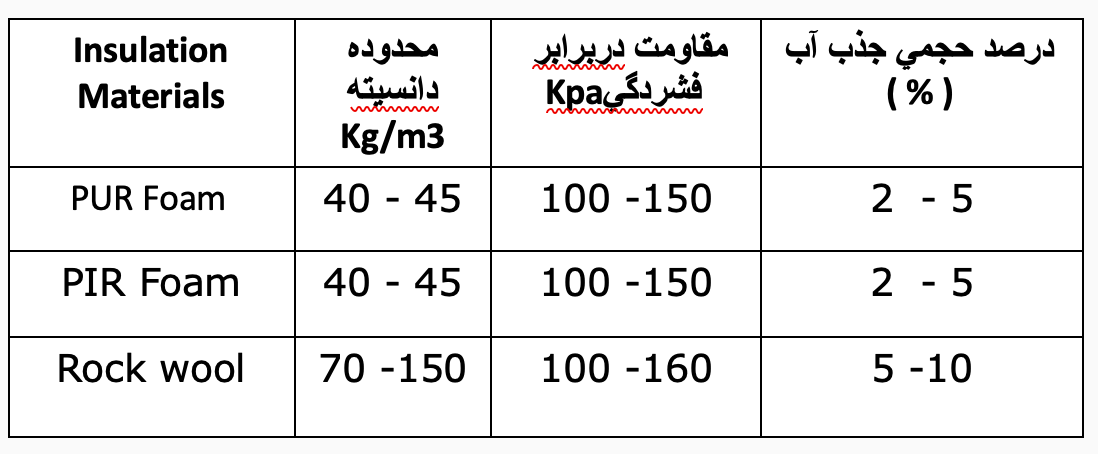 Insulation
Materials
محدوده
دانسيته
Kg/m3
مقاومت دربرابر
فشردگيKpa
درصد حجمي جذب آب
( % )
PUR Foam
40 - 45
100 -150
2 - 5
PIR Foam
40 - 45
100 -150
2 - 5
Rock wool
70 -150
100 -160
5 -10